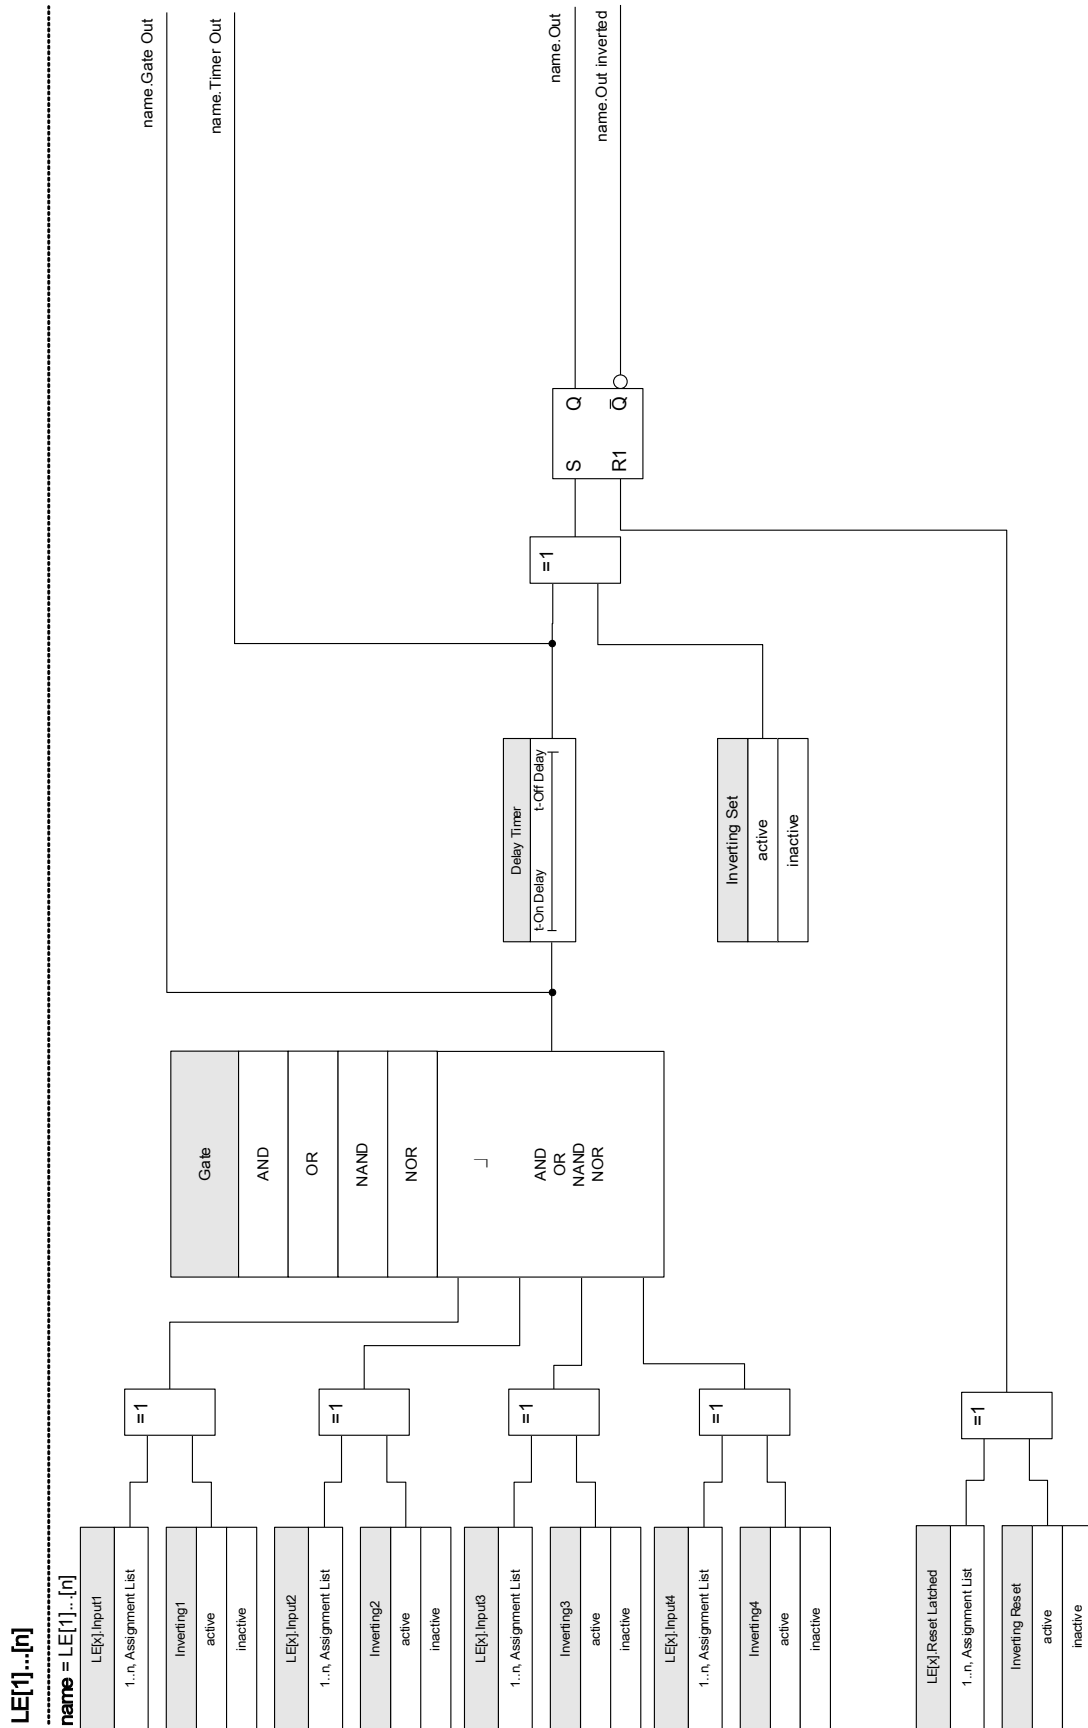 LE[1]...[n]
name = LE[1]...[n]
LE[x].Input1
1..n, Assignment List
Inverting1
active
inactive
=1
LE[x].Input2
1..n, Assignment List
Inverting2
active
inactive
=1
LE[x].Input3
1..n, Assignment List
Inverting3
active
inactive
=1
LE[x].Input4
1..n, Assignment List
Inverting4
active
inactive
=1
LE[x].Reset Latched
1..n, Assignment List
Inverting Reset
active
inactive
=1
Gate
AND
OR
NAND
NOR
AND
OR
NAND
NOR
Delay Timer
t-On Delay
t-Off Delay
Inverting Set
active
inactive
=1
S
Q
R1
Q̅
name.Gate Out
name.Timer Out
name.Out
name.Out inverted